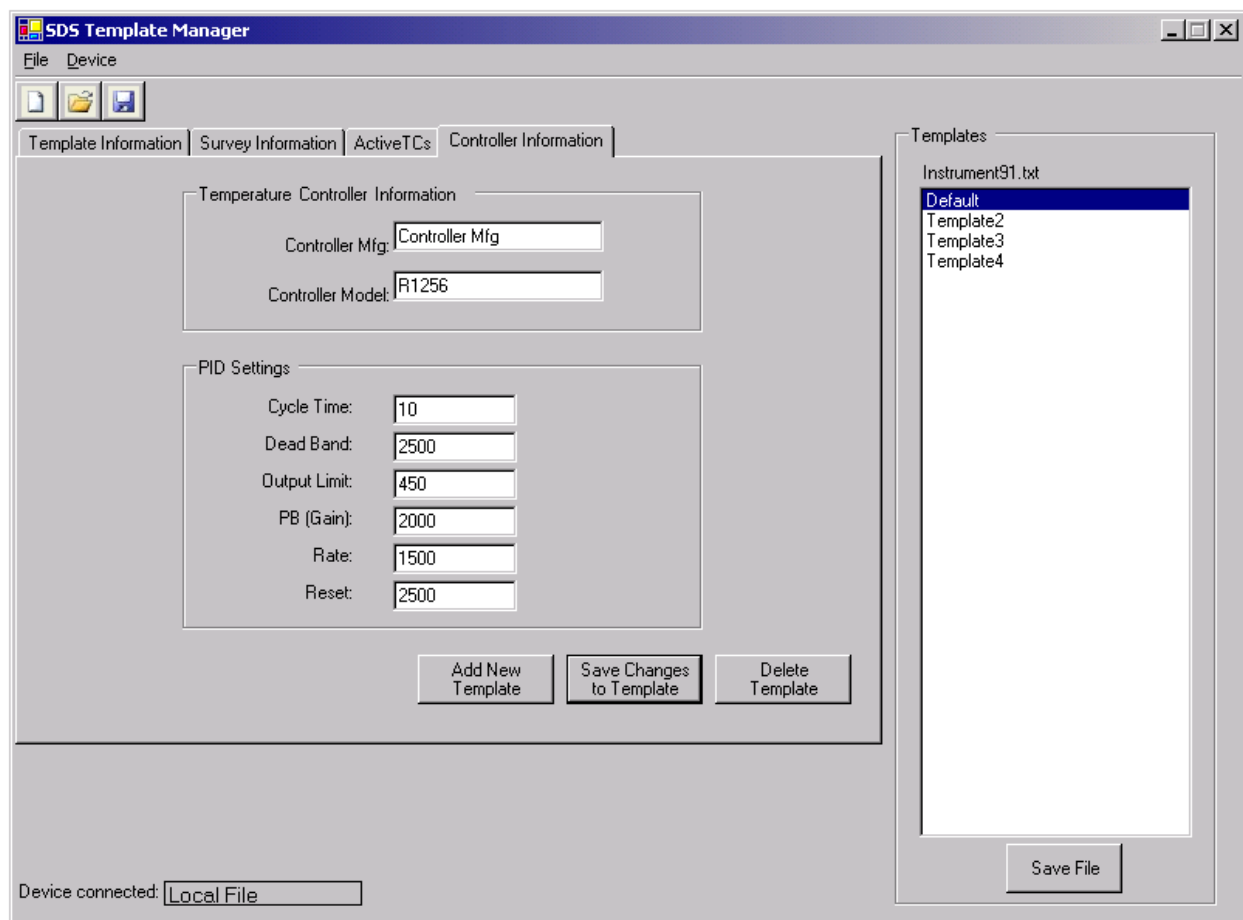 SDS Template Manager
File Device
Template Information Survey Information ActiveTCs Controller Information
Temperature Controller Information
Controller Mfg: Controller Mfg
Controller Model: R1256
PID Settings
Cycle Time: 10
Dead Band: 2500
Output Limit: 450
PB (Gain): 2000
Rate: 1500
Reset: 2500
Add New Template
Save Changes to Template
Delete Template
Templates
Instrument91.txt
Default
Template2
Template3
Template4
Save File
Device connected: Local File